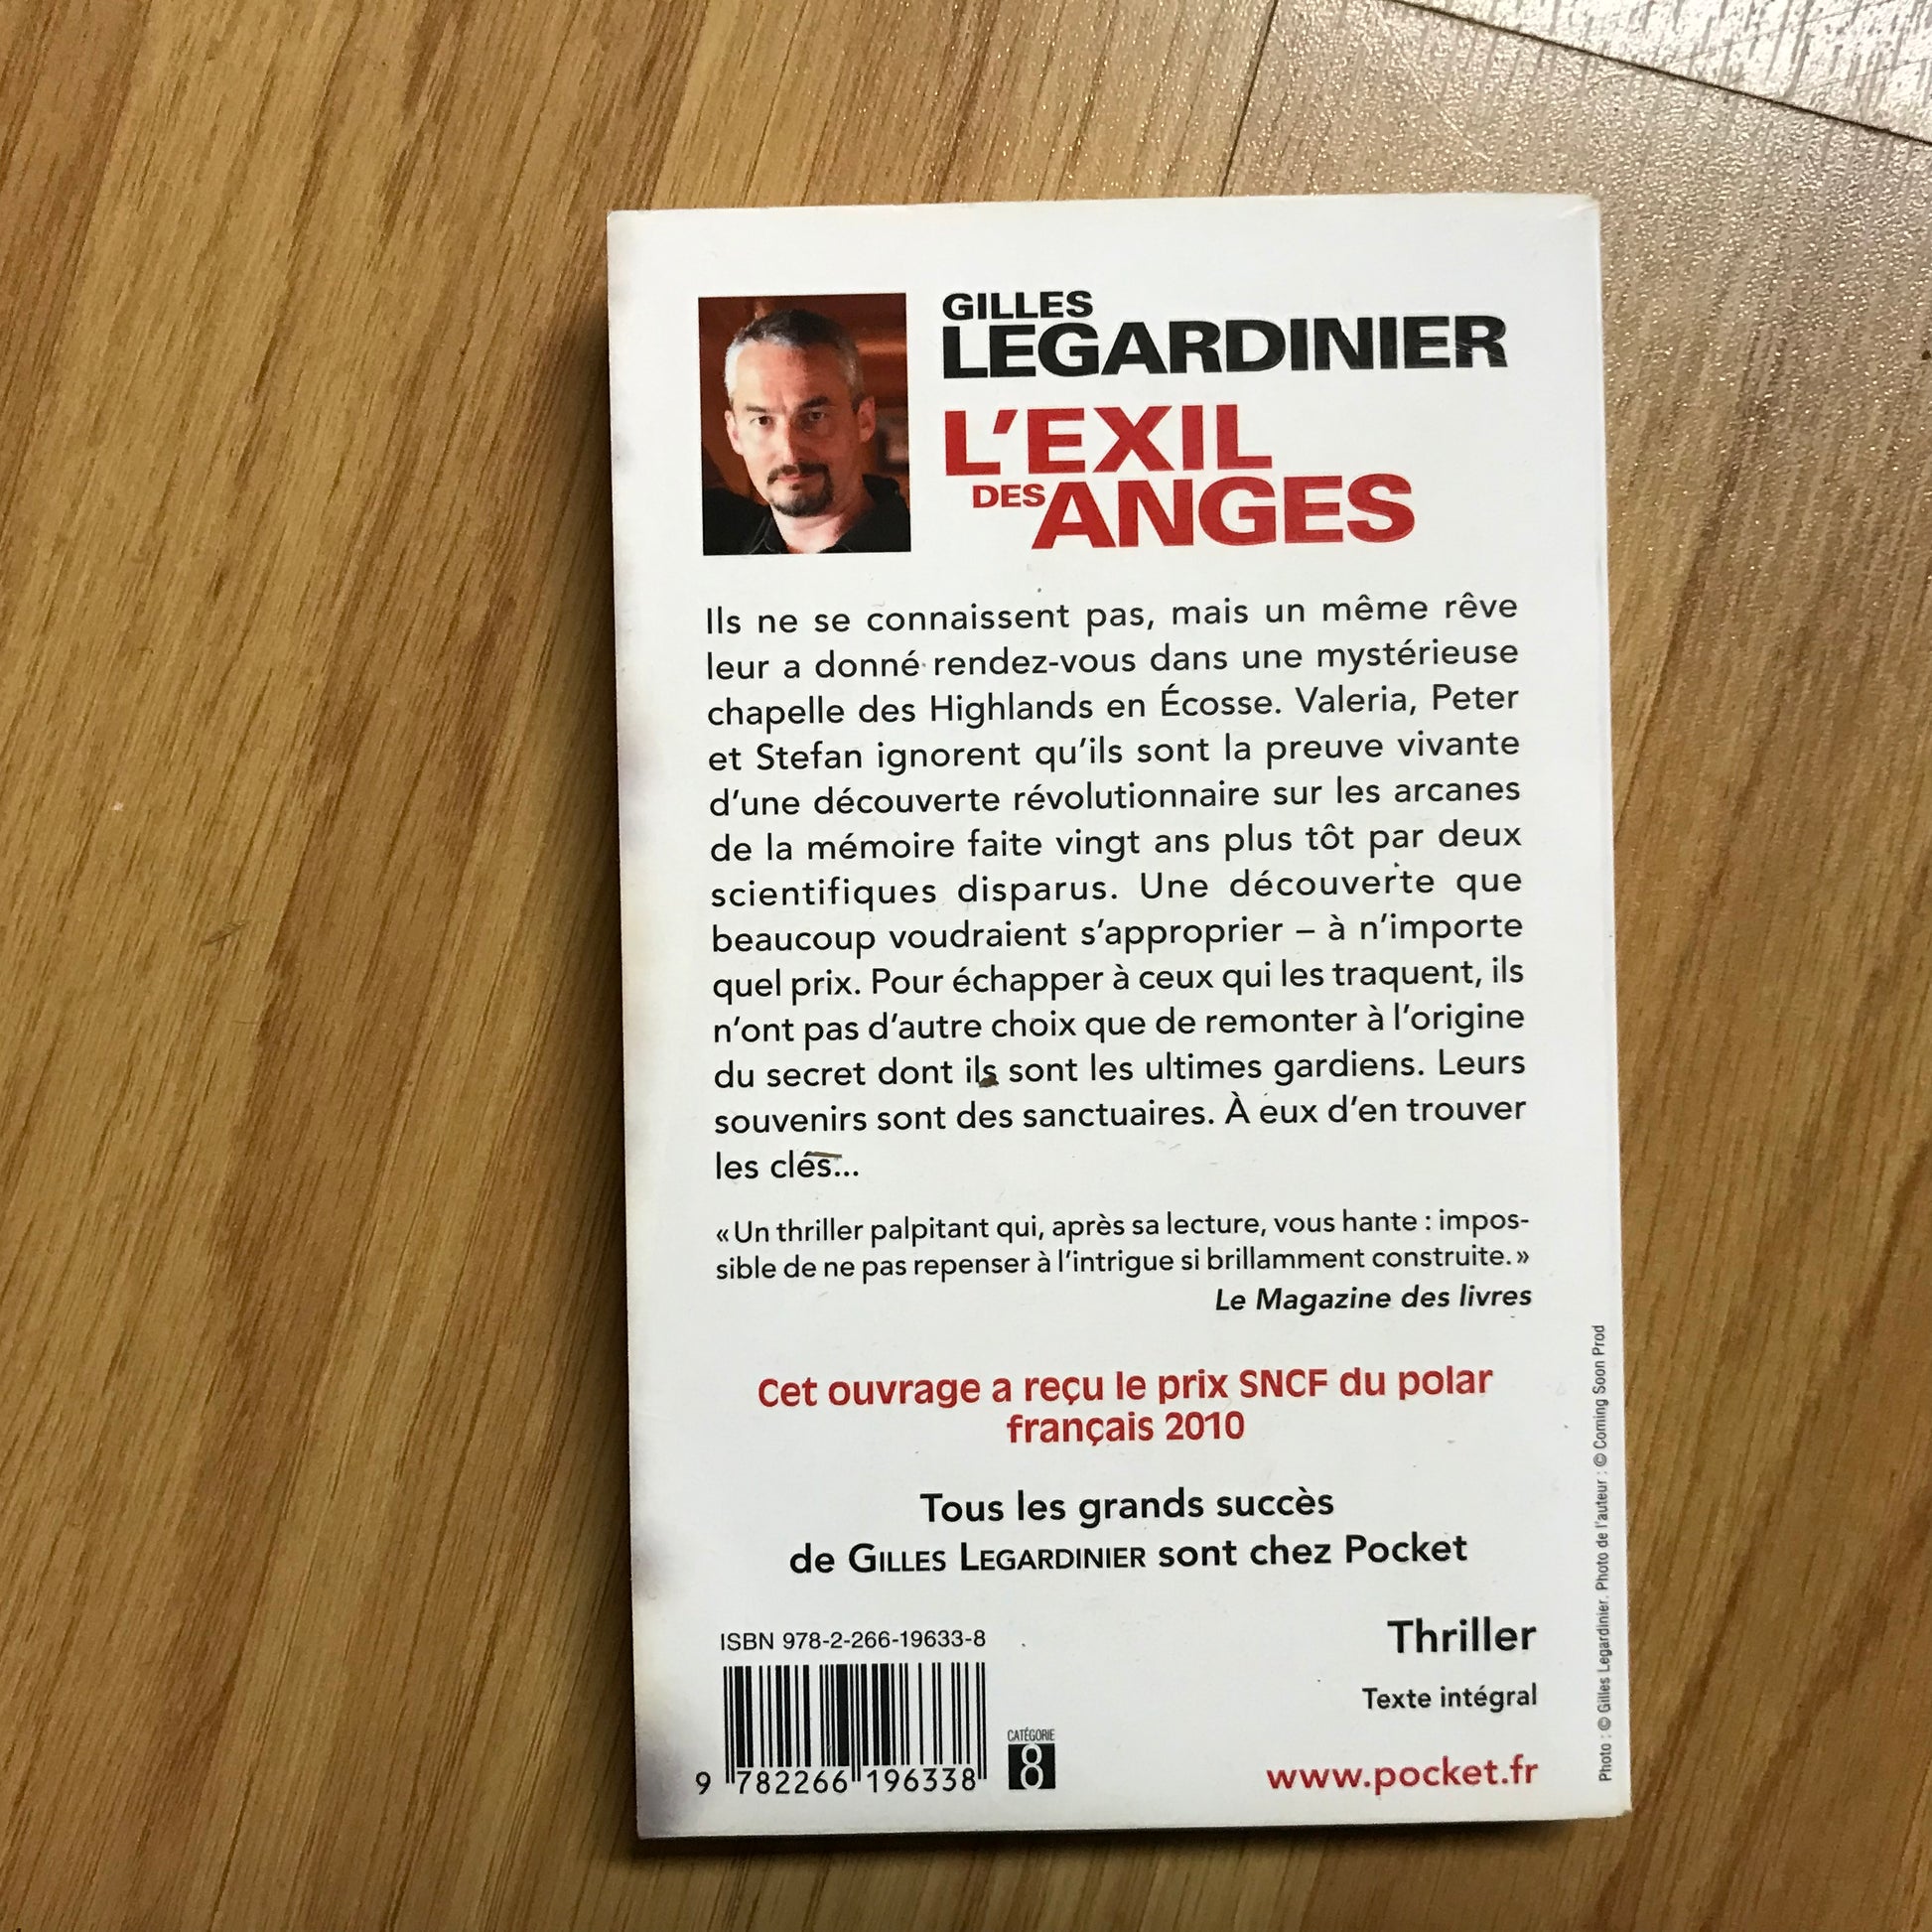 GILLES
LEGARDINIER
L'EXIL
DES ANGES
Ils ne se connaissent pas, mais un même rêve
leur a donné rendez-vous dans une mystérieuse
chapelle des Highlands en Écosse. Valeria, Peter
et Stefan ignorent qu'ils sont la preuve vivante
d'une découverte révolutionnaire sur les arcanes
de la mémoire faite vingt ans plus tôt par deux
scientifiques disparus. Une découverte que
beaucoup voudraient s'approprier – à n'importe
quel prix. Pour échapper à ceux qui les traquent, ils
n'ont pas d'autre choix que de remonter à l'origine
du secret dont ils sont les ultimes gardiens. Leurs
souvenirs sont des sanctuaires. À eux d'en trouver
les clés...
« Un thriller palpitant qui, après sa lecture, vous hante : impos-
sible de ne pas repenser à l'intrigue si brillamment construite. »
Le Magazine des livres
Cet ouvrage a reçu le prix SNCF du polar
français 2010
Tous les grands succès
de GILLES LEGARDINIER sont chez Pocket
ISBN 978-2-266-19633-8
9 782266 196338
CATÉGORIE
8
Thriller
Texte intégral
www.pocket.fr
Photo : © Gilles Legardinier. Photo de l'auteur : © Coming Soon Prod